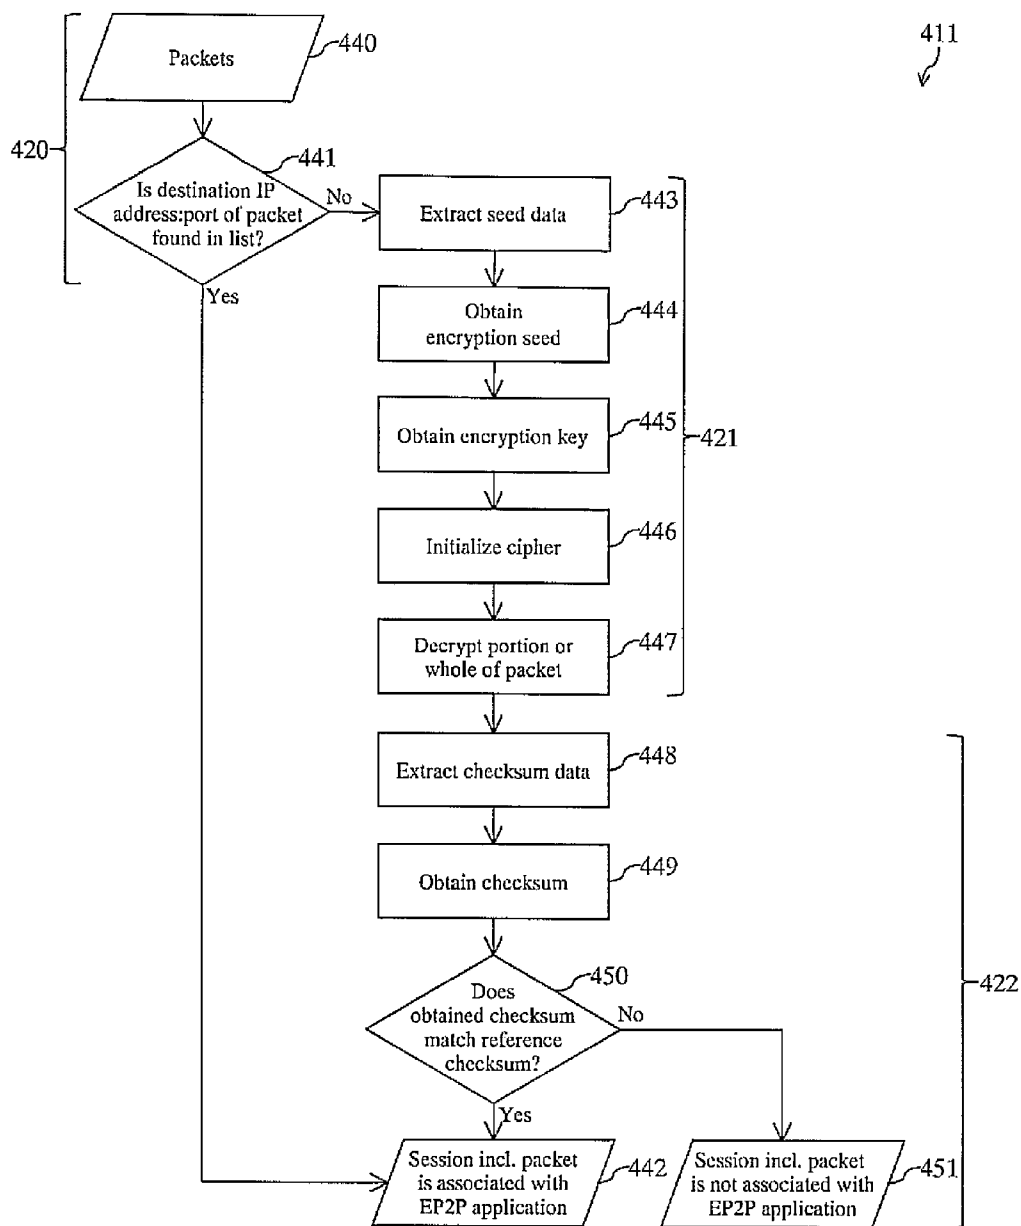 Packets
440
411
420
441
Is destination IP
address:port of packet
found in list?
No
Yes
Extract seed data
443
Obtain
encryption seed
444
Obtain encryption key
445
421
Initialize cipher
446
Decrypt portion or
whole of packet
447
Extract checksum data
448
Obtain checksum
449
Does
obtained checksum
match reference
checksum?
450
No
422
Yes
Session incl. packet
is associated with
EP2P application
442
Session incl. packet
is not associated with
EP2P application
451